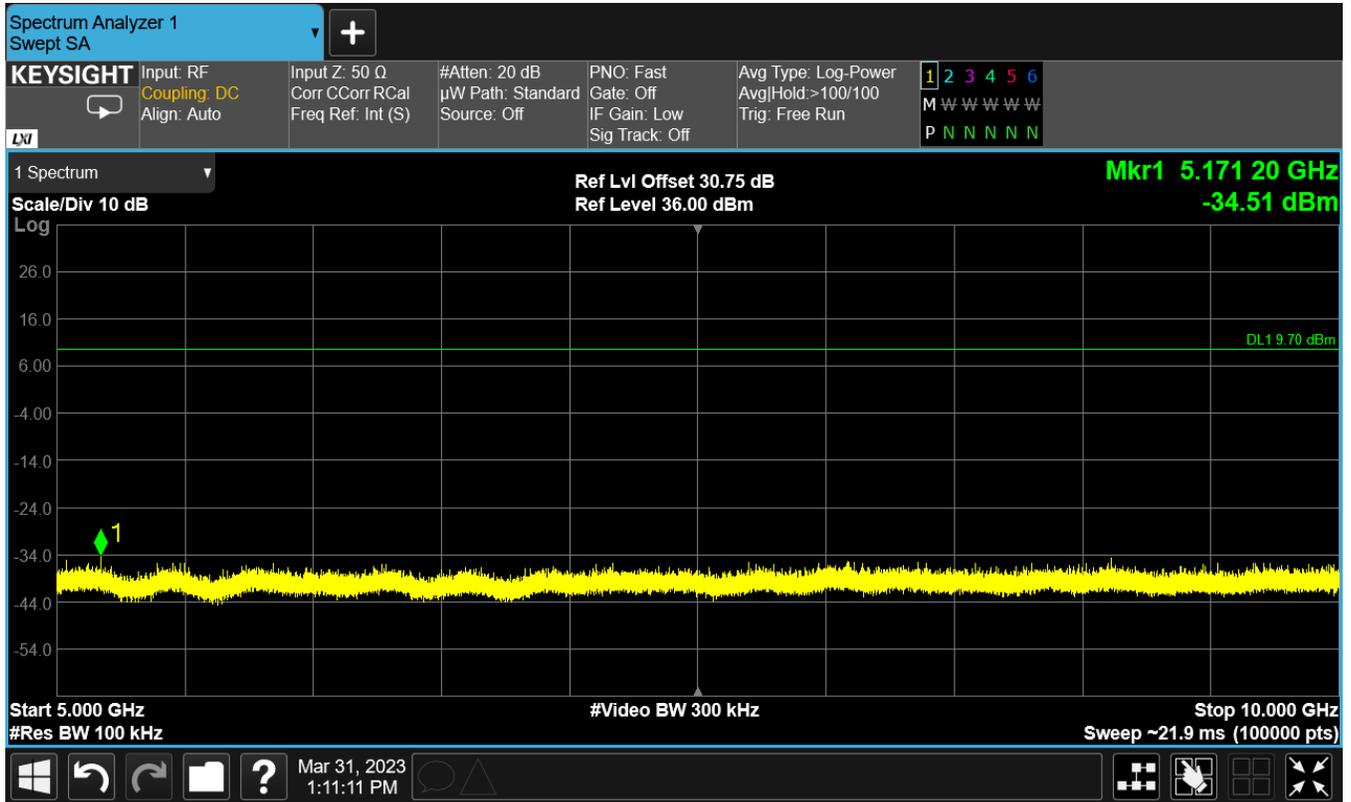 Spectrum Analyzer 1
Swept SA
KEYSIGHT
LXI
Input: RF
Coupling: DC
Align: Auto
Input Z: 50 Ω
Corr CCorr RCal
Freq Ref: Int (S)
#Atten: 20 dB
µW Path: Standard
Source: Off
PNO: Fast
Gate: Off
IF Gain: Low
Sig Track: Off
Avg Type: Log-Power
Avg|Hold:>100/100
Trig: Free Run
1 2 3 4 5 6
M W W W W W
P N N N N N
1 Spectrum
Scale/Div 10 dB
Log
Ref Lvl Offset 30.75 dB
Ref Level 36.00 dBm
Mkr1 5.171 20 GHz
-34.51 dBm
26.0
16.0
DL1 9.70 dBm
6.00
-4.00
-14.0
-24.0
1
-34.0
-44.0
-54.0
Start 5.000 GHz
#Video BW 300 kHz
Stop 10.000 GHz
#Res BW 100 kHz
Sweep ~21.9 ms (100000 pts)
?
Mar 31, 2023
1:11:11 PM